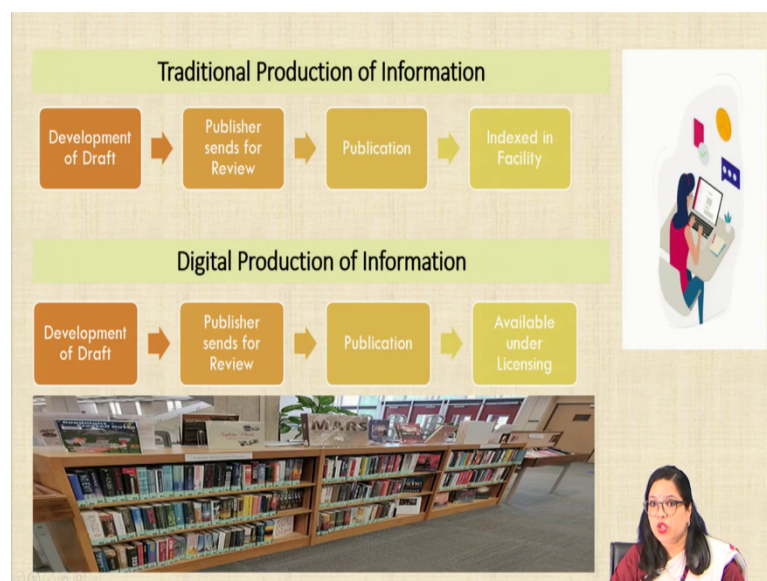 Traditional Production of Information
Development
of Draft
Publisher
sends for
Review
Publication
Indexed in
Facility
Digital Production of Information
Development
of Draft
Publisher
sends for
Review
Publication
Available
under
Licensing
MARS